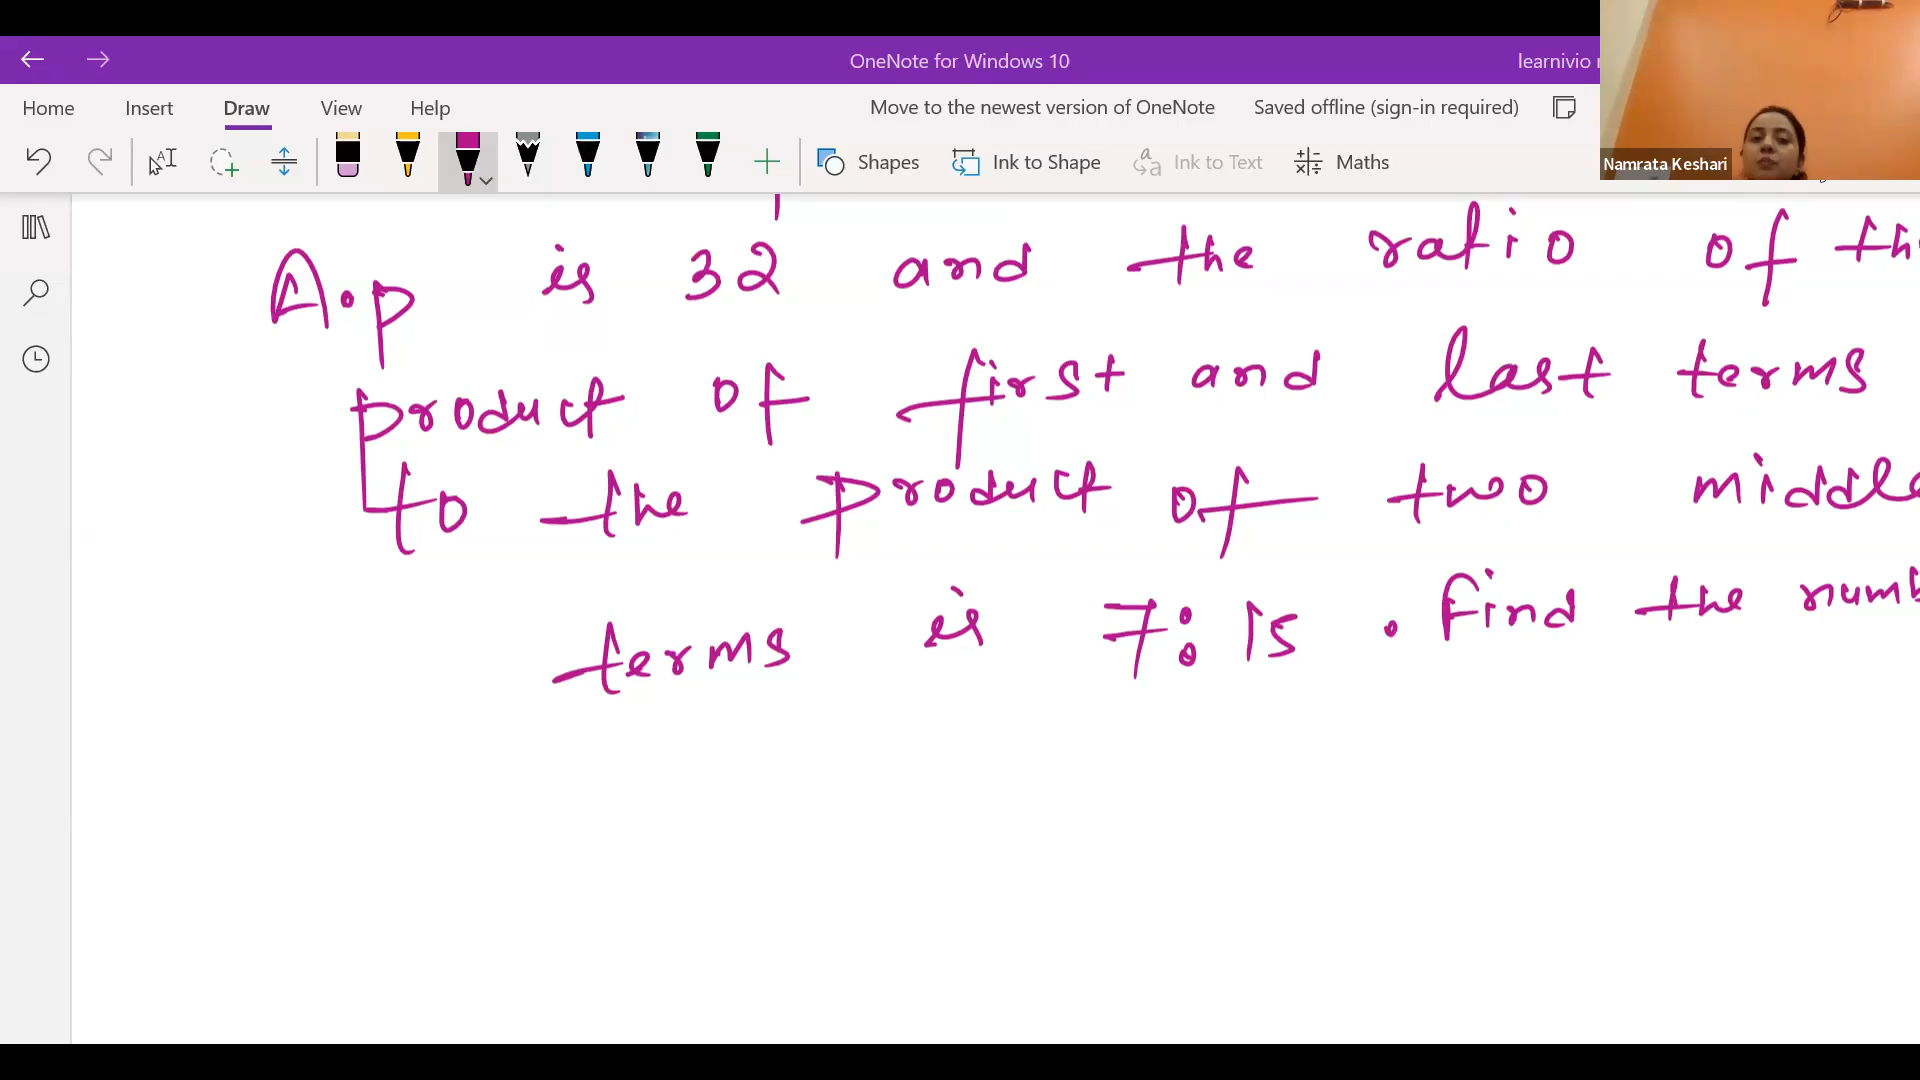 OneNote for Windows 10
learnivio
Home Insert Draw View Help
Move to the newest version of OneNote Saved offline (sign-in required)
Shapes Ink to Shape Ink to Text Maths
Namrata Keshari
A.p is 32 and the ratio of th
product of first and last terms
to the product of two middle
terms is 7:15 . Find the numb